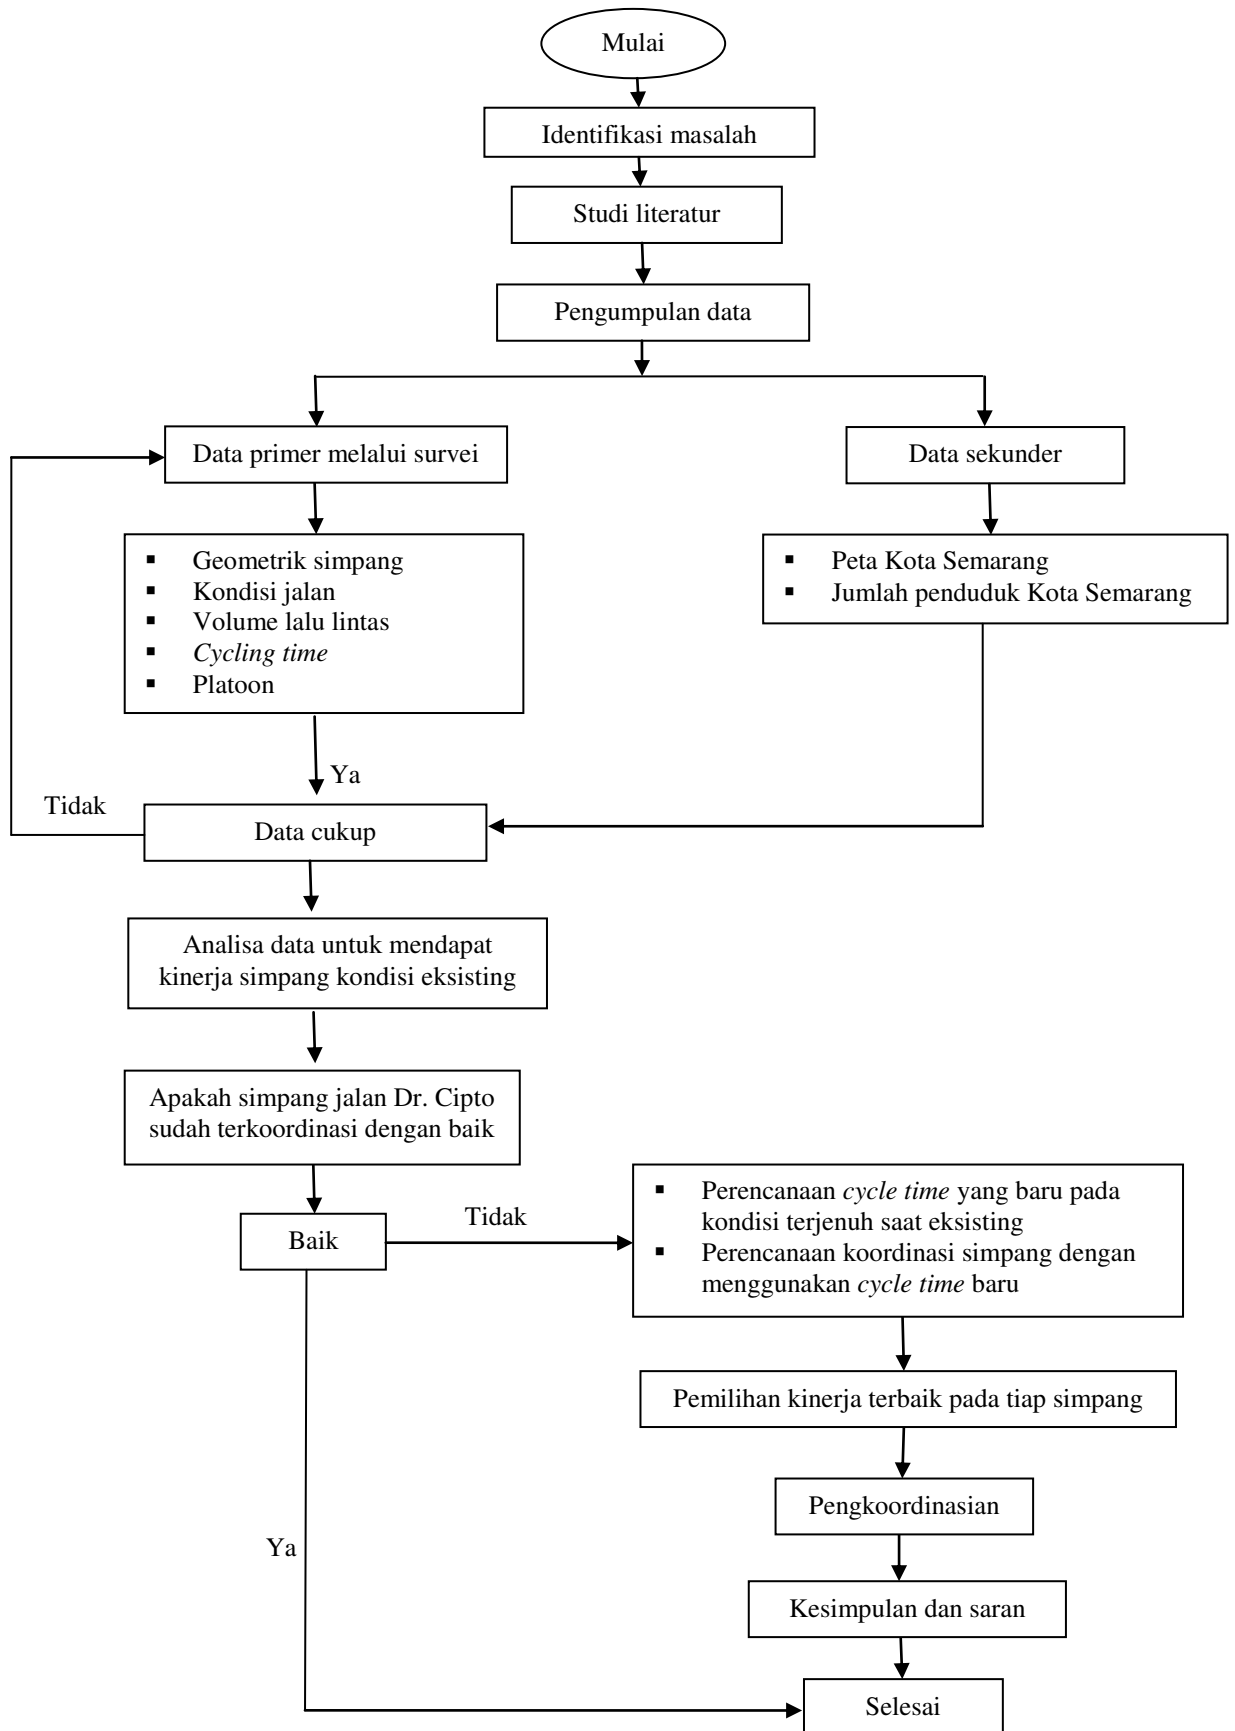 Mulai
Identifikasi masalah
Studi literatur
Pengumpulan data
Data primer melalui survei
Data sekunder
▪ Geometrik simpang
▪ Kondisi jalan
▪ Volume lalu lintas
▪ Cycling time
▪ Platoon
▪ Peta Kota Semarang
▪ Jumlah penduduk Kota Semarang
Ya
Tidak
Data cukup
Analisa data untuk mendapat
kinerja simpang kondisi eksisting
Apakah simpang jalan Dr. Cipto
sudah terkoordinasi dengan baik
Baik
Tidak
▪ Perencanaan cycle time yang baru pada
kondisi terjenuh saat eksisting
▪ Perencanaan koordinasi simpang dengan
menggunakan cycle time baru
Pemilihan kinerja terbaik pada tiap simpang
Pengkoordinasian
Ya
Kesimpulan dan saran
Selesai